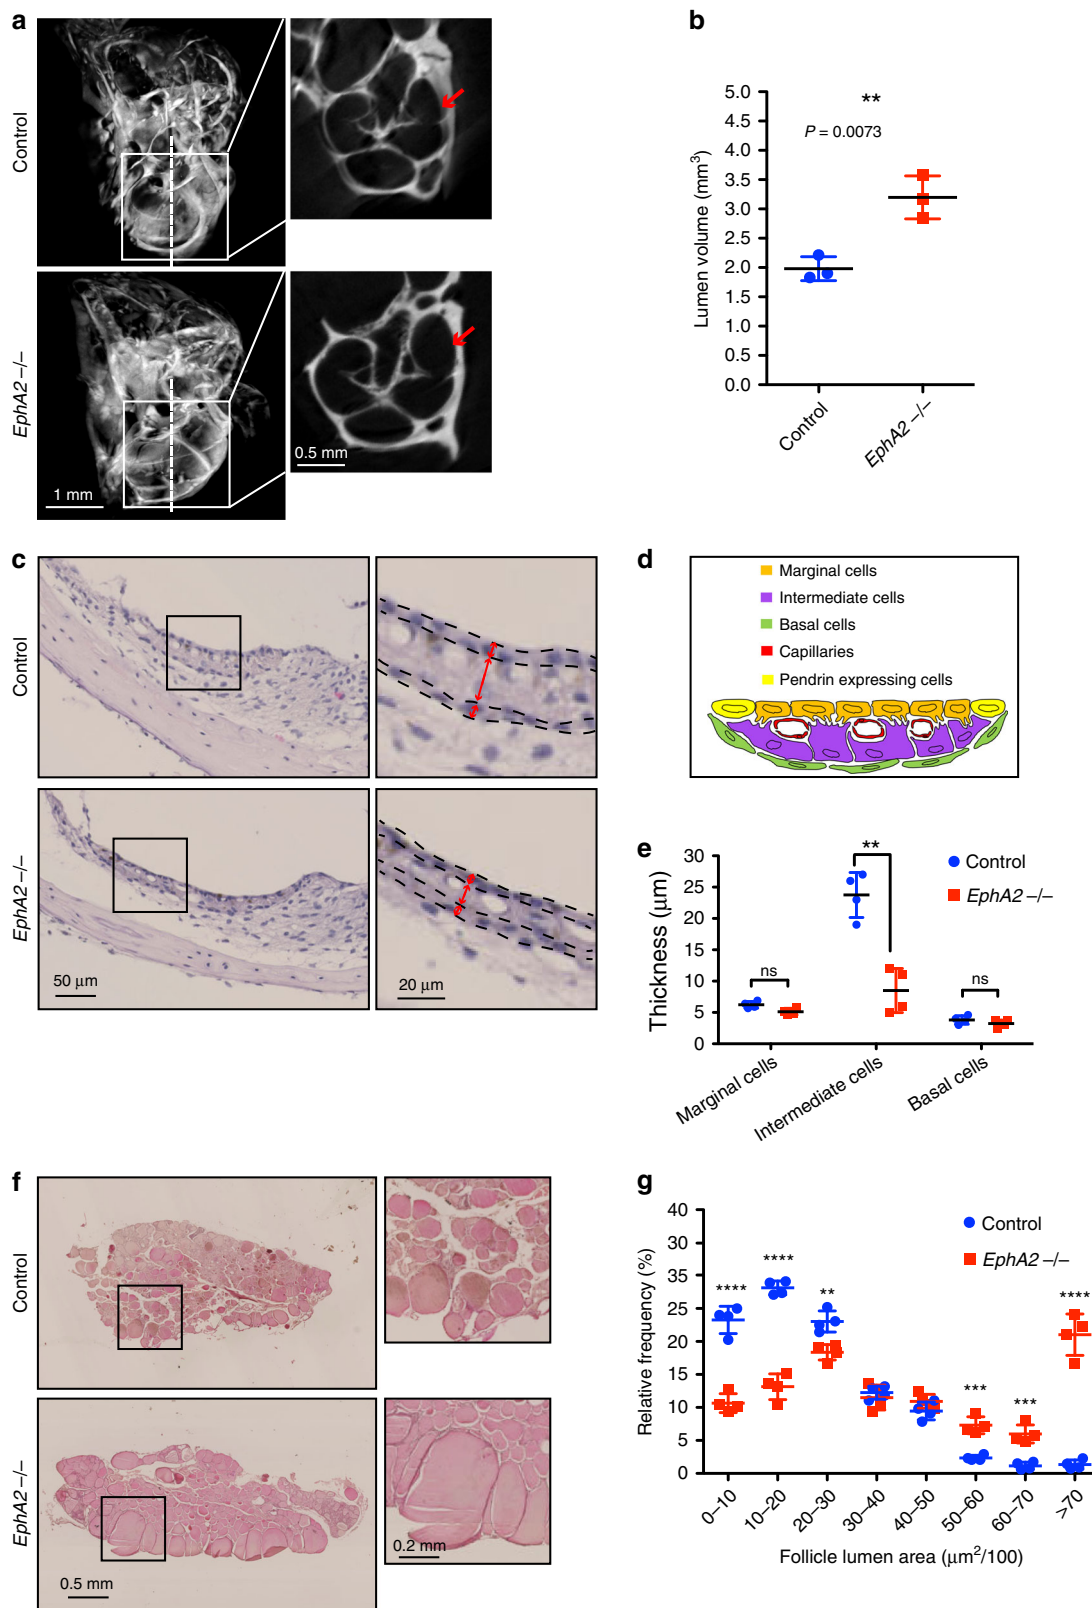 a
Control
EphA2 –/–
1 mm
0.5 mm
b
Lumen volume (mm3)
5.0
4.5
4.0
3.5
3.0
2.5
2.0
1.5
1.0
0.5
0.0
**
P = 0.0073
Control
EphA2 –/–
c
Control
EphA2 –/–
50 μm
20 μm
d
Marginal cells
Intermediate cells
Basal cells
Capillaries
Pendrin expressing cells
e
Thickness (μm)
30
25
20
15
10
5
0
ns
**
ns
Control
EphA2 –/–
Marginal cells
Intermediate cells
Basal cells
f
Control
EphA2 –/–
0.5 mm
0.2 mm
g
Relative frequency (%)
40
30
35
25
20
15
10
5
0
****
****
**
***
***
****
Control
EphA2 –/–
0–10
10–20
20–30
30–40
40–50
50–60
60–70
>70
Follicle lumen area (μm2/100)